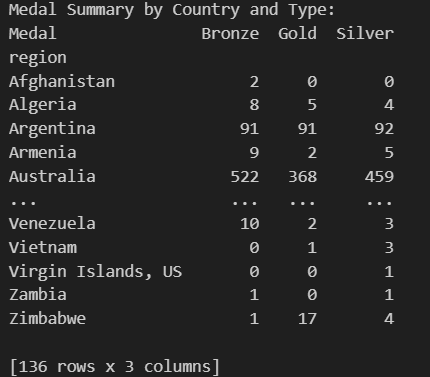 Medal Summary by Country and Type:
Medal Bronze Gold Silver
region
Afghanistan 2 0 0
Algeria 8 5 4
Argentina 91 91 92
Armenia 9 2 5
Australia 522 368 459
... ... ... ...
Venezuela 10 2 3
Vietnam 0 1 3
Virgin Islands, US 0 0 1
Zambia 1 0 1
Zimbabwe 1 17 4
[136 rows x 3 columns]